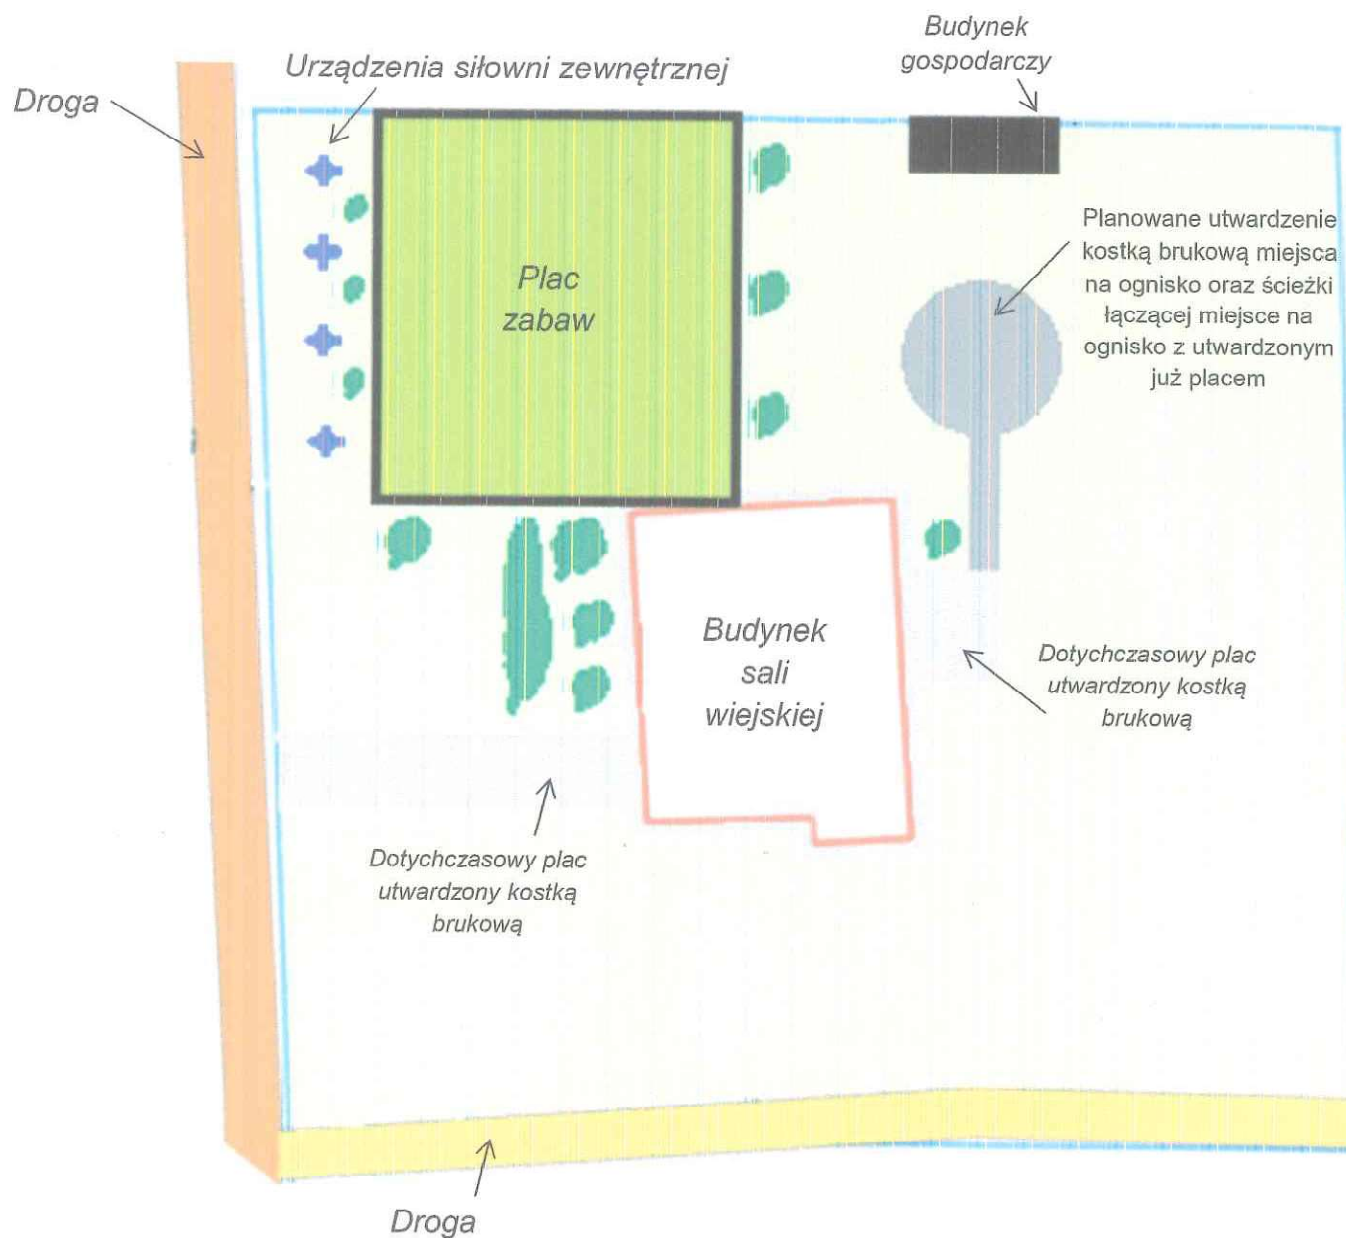 Budynek
gospodarczy
Urządzenia siłowni zewnętrznej
Droga
Planowane utwardzenie
kostką brukową miejsca
na ognisko oraz ścieżki
łączącej miejsce na
ognisko z utwardzonym
już placem
Plac
zabaw
Budynek
sali
wiejskiej
Dotychczasowy plac
utwardzony kostką
brukową
Dotychczasowy plac
utwardzony kostką
brukową
Droga